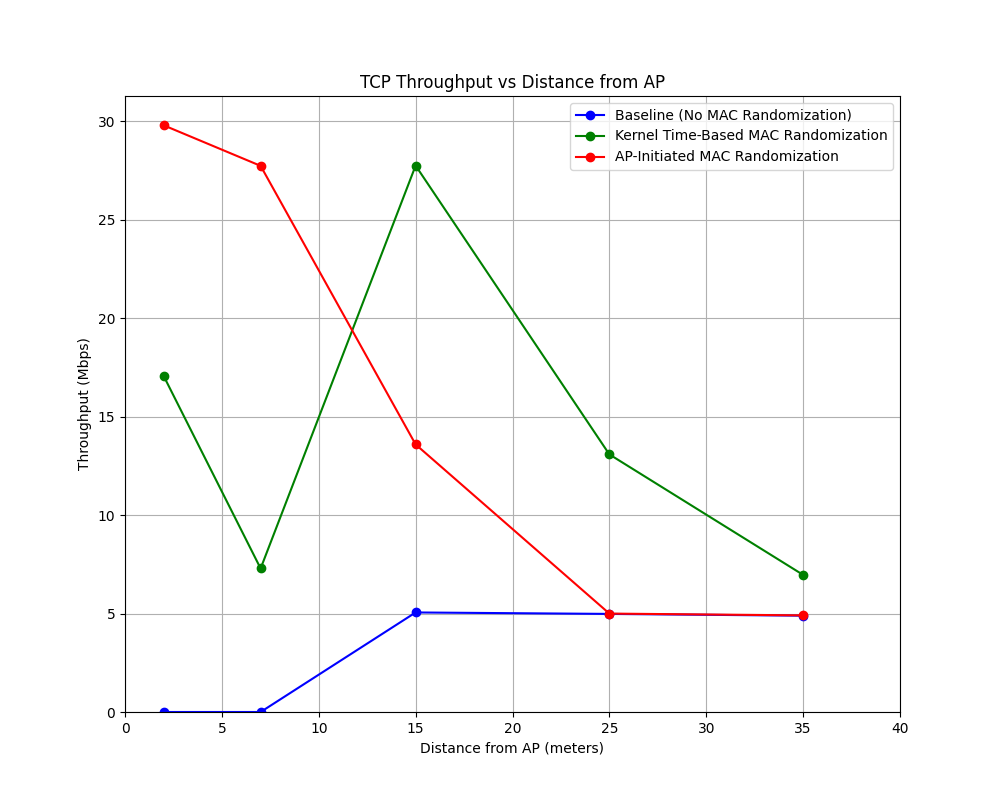 TCP Throughput vs Distance from AP
Baseline (No MAC Randomization)
Kernel Time-Based MAC Randomization
AP-Initiated MAC Randomization
Throughput (Mbps)
30
25
20
15
10
5
0
0 5 10 15 20 25 30 35 40
Distance from AP (meters)